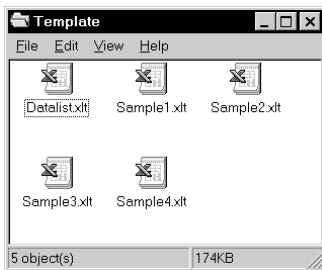 Template
File Edit View Help
Datalist.xlt Sample1.xlt Sample2.xlt
Sample3.xlt Sample4.xlt
5 object(s) 174KB